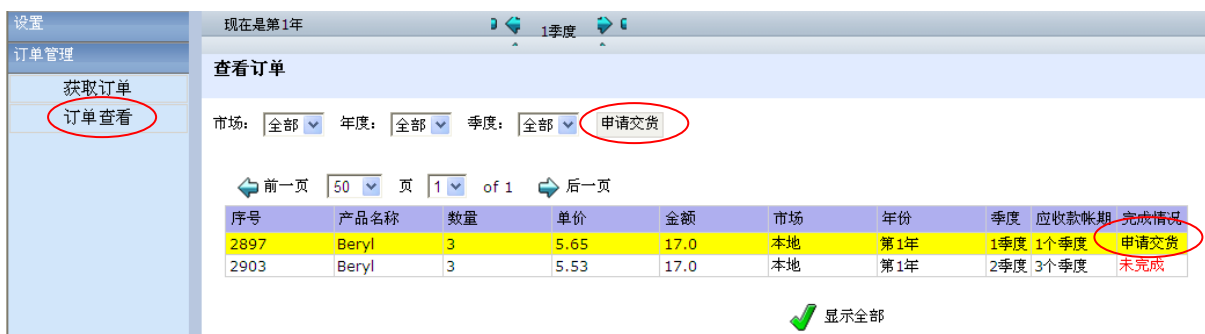 设置
现在是第1年 1季度
订单管理
查看订单
获取订单
订单查看
市场: 全部 年度: 全部 季度: 全部 申请交货
前一页 50 页 1 of 1 后一页
序号 产品名称 数量 单价 金额 市场 年份 季度 应收款帐期 完成情况
2897 Beryl 3 5.65 17.0 本地 第1年 1季度 1个季度 申请交货
2903 Beryl 3 5.53 17.0 本地 第1年 2季度 3个季度 未完成
显示全部